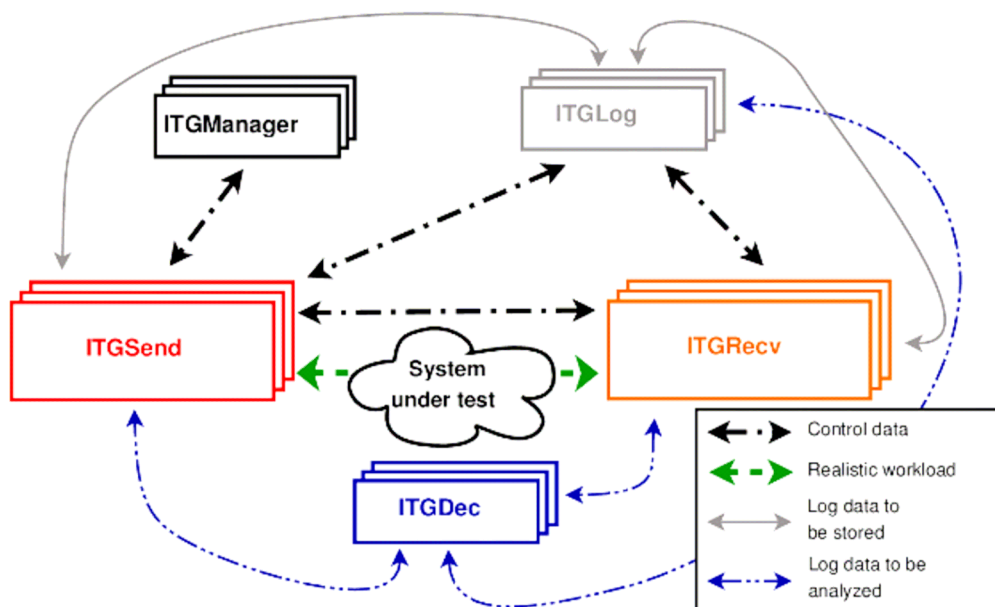 ITGManager
ITGLog
ITGSend
ITGRecv
System
under test
ITGDec
Control data
Realistic workload
Log data to
be stored
Log data to be
analyzed